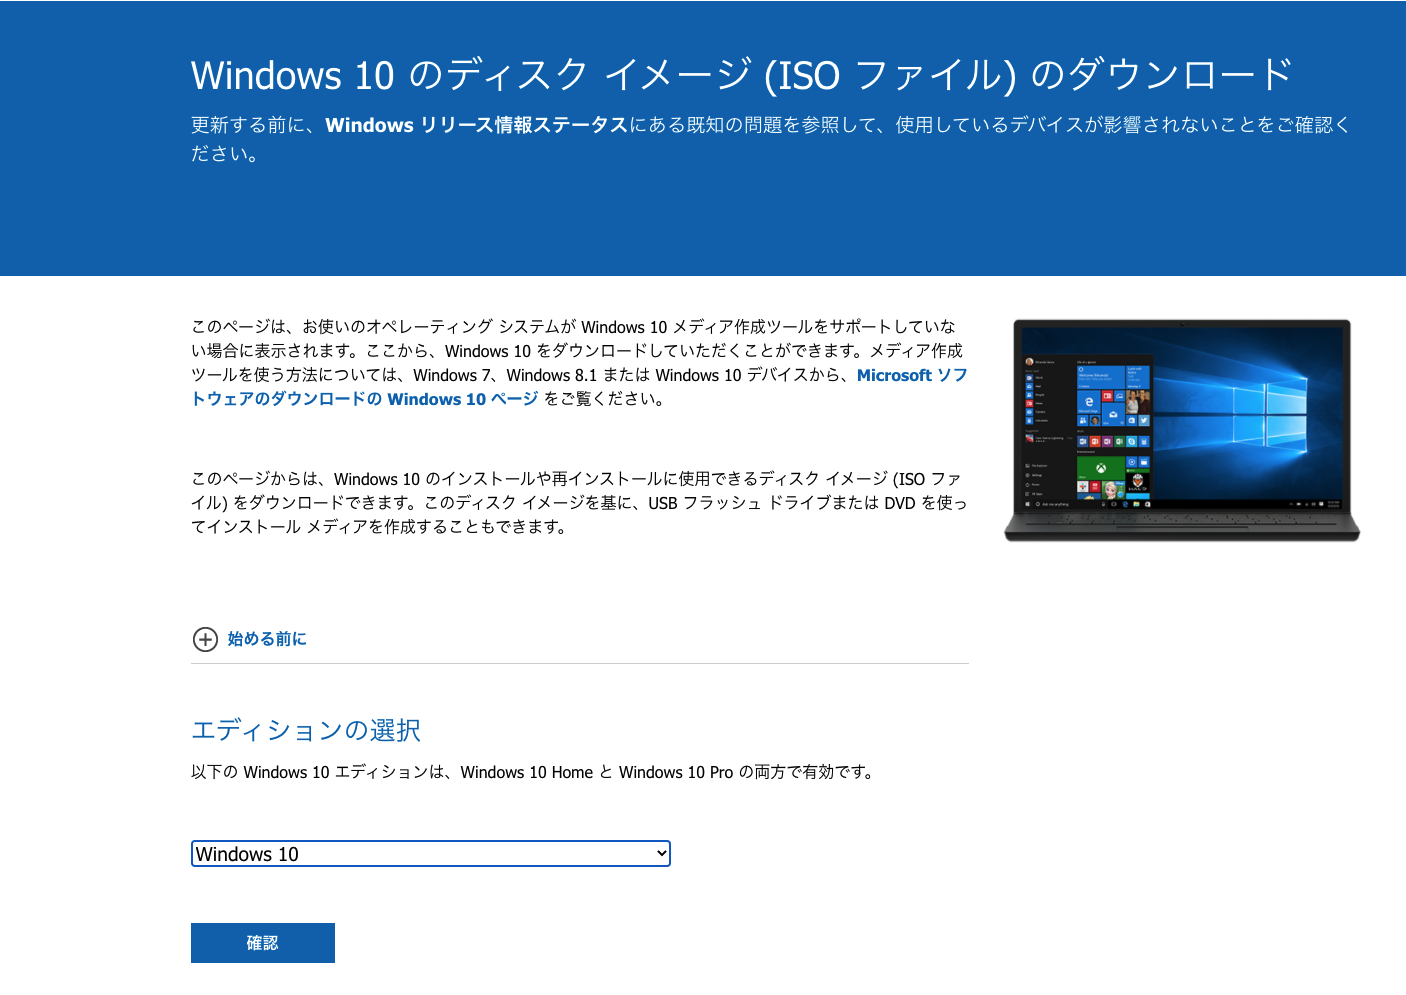 Windows 10 のディスク イメージ (ISO ファイル) のダウンロード
更新する前に、Windows リリース情報ステータスにある既知の問題を参照して、使用しているデバイスが影響されないことをご確認く
ださい。
このページは、お使いのオペレーティング システムが Windows 10 メディア作成ツールをサポートしていな
い場合に表示されます。ここから、Windows 10 をダウンロードしていただくことができます。メディア作成
ツールを使う方法については、Windows 7、Windows 8.1 または Windows 10 デバイスから、Microsoft ソフ
トウェアのダウンロードの Windows 10 ページ をご覧ください。
このページからは、Windows 10 のインストールや再インストールに使用できるディスク イメージ (ISO ファ
イル) をダウンロードできます。このディスク イメージを基に、USB フラッシュ ドライブまたは DVD を使っ
てインストール メディアを作成することもできます。
始める前に
エディションの選択
以下の Windows 10 エディションは、Windows 10 Home と Windows 10 Pro の両方で有効です。
Windows 10
確認